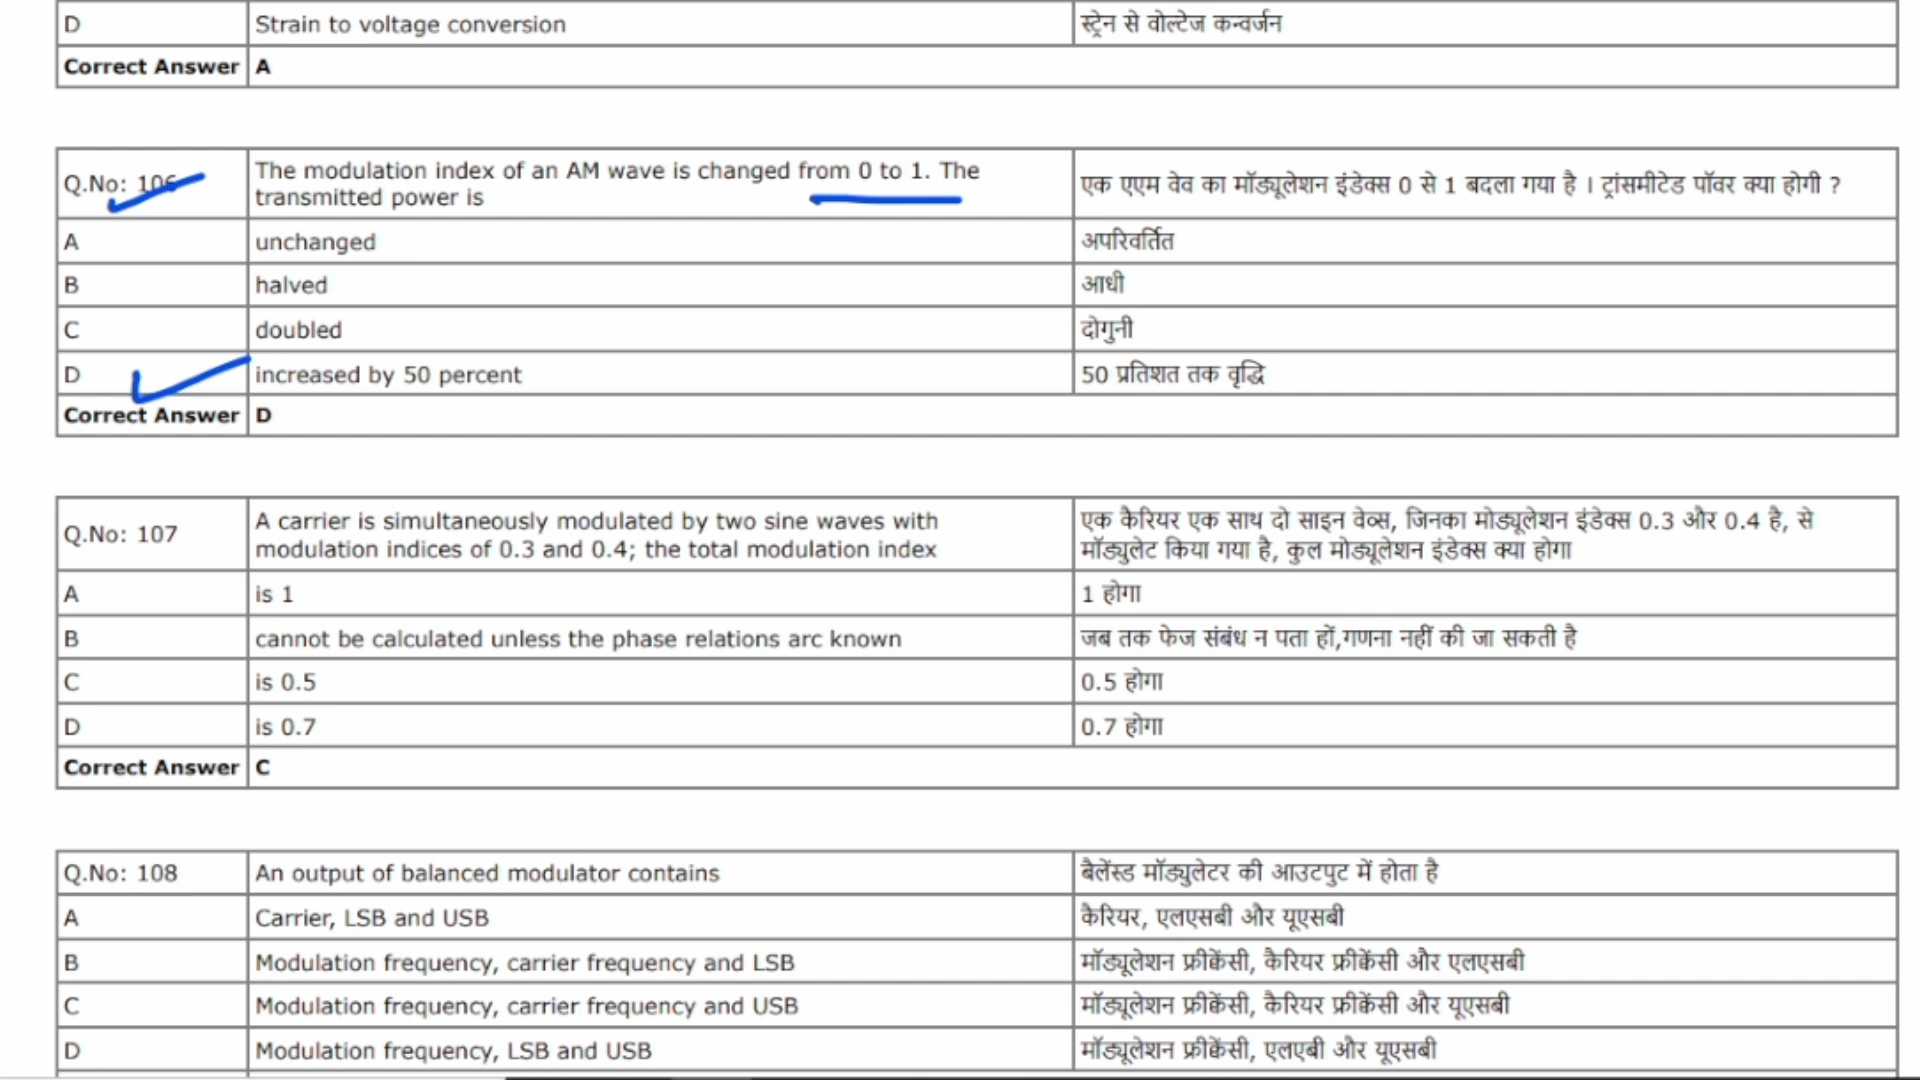 D Strain to voltage conversion स्ट्रेन से वोल्टेज कन्वर्जन
Correct Answer A
Q.No: 106 The modulation index of an AM wave is changed from 0 to 1. The transmitted power is एक एएम वेव का मॉड्यूलेशन इंडेक्स 0 से 1 बदला गया है । ट्रांसमीटेड पॉवर क्या होगी ?
A unchanged अपरिवर्तित
B halved आधी
C doubled दोगुनी
D increased by 50 percent 50 प्रतिशत तक वृद्धि
Correct Answer D
Q.No: 107 A carrier is simultaneously modulated by two sine waves with modulation indices of 0.3 and 0.4; the total modulation index एक कैरियर एक साथ दो साइन वेव्स, जिनका मोड्यूलेशन इंडेक्स 0.3 और 0.4 है, से मॉड्युलेट किया गया है, कुल मोड्यूलेशन इंडेक्स क्या होगा
A is 1 1 होगा
B cannot be calculated unless the phase relations arc known जब तक फेज संबंध न पता हों,गणना नहीं की जा सकती है
C is 0.5 0.5 होगा
D is 0.7 0.7 होगा
Correct Answer C
Q.No: 108 An output of balanced modulator contains बैलेंस्ड मॉड्युलेटर की आउटपुट में होता है
A Carrier, LSB and USB कैरियर, एलएसबी और यूएसबी
B Modulation frequency, carrier frequency and LSB मॉड्यूलेशन फ्रीक्वेंसी, कैरियर फ्रीक्वेंसी और एलएसबी
C Modulation frequency, carrier frequency and USB मॉड्यूलेशन फ्रीक्वेंसी, कैरियर फ्रीक्वेंसी और यूएसबी
D Modulation frequency, LSB and USB मॉड्यूलेशन फ्रीक्वेंसी, एलएबी और यूएसबी